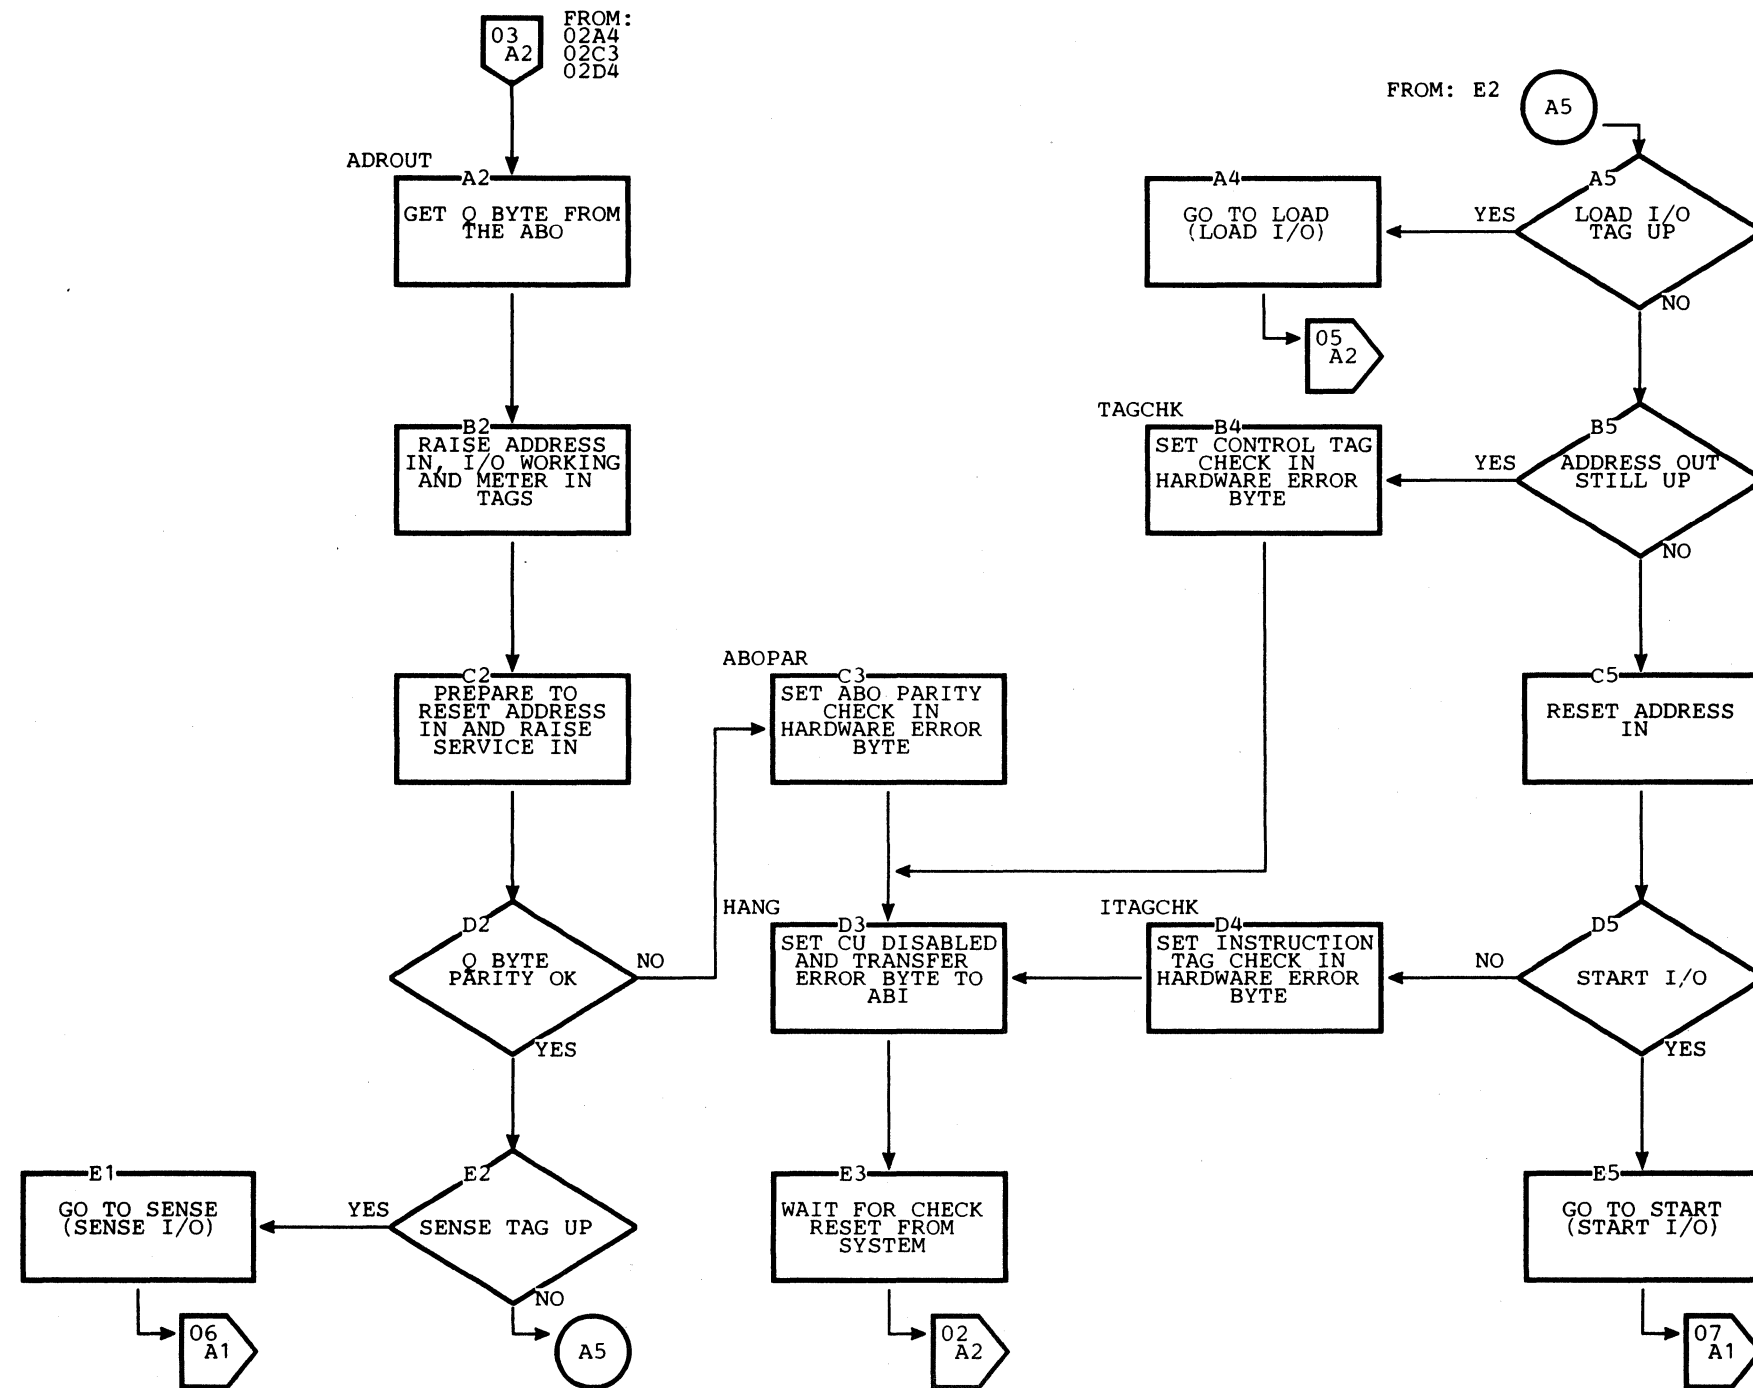 03
A2
FROM:
02A4
02C3
02D4
ADROUT
A2
GET Q BYTE FROM
THE ABO
B2
RAISE ADDRESS
IN, I/O WORKING
AND METER IN
TAGS
C2
PREPARE TO
RESET ADDRESS
IN AND RAISE
SERVICE IN
D2
Q BYTE
PARITY OK
NO
YES
E2
SENSE TAG UP
YES
NO
E1
GO TO SENSE
(SENSE I/O)
06
A1
A5
ABOPAR
C3
SET ABO PARITY
CHECK IN
HARDWARE ERROR
BYTE
HANG
D3
SET CU DISABLED
AND TRANSFER
ERROR BYTE TO
ABI
E3
WAIT FOR CHECK
RESET FROM
SYSTEM
02
A2
FROM: E2
A5
A5
LOAD I/O
TAG UP
YES
NO
A4
GO TO LOAD
(LOAD I/O)
05
A2
TAGCHK
B4
SET CONTROL TAG
CHECK IN
HARDWARE ERROR
BYTE
B5
ADDRESS OUT
STILL UP
YES
NO
C5
RESET ADDRESS
IN
ITAGCHK
D4
SET INSTRUCTION
TAG CHECK IN
HARDWARE ERROR
BYTE
D5
START I/O
NO
YES
E5
GO TO START
(START I/O)
07
A1